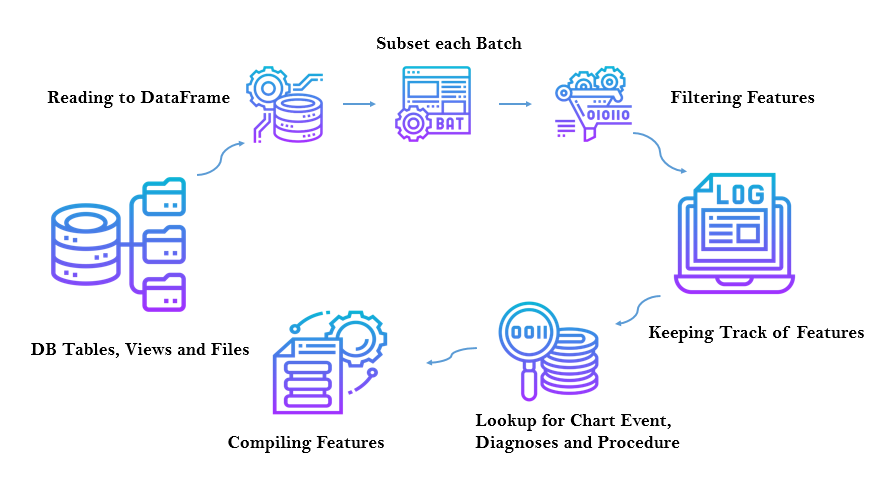 Subset each Batch
Reading to DataFrame
Filtering Features
BAT
010110
LOG
DB Tables, Views and Files
Keeping Track of Features
0011
Lookup for Chart Event,
Diagnoses and Procedure
Compiling Features